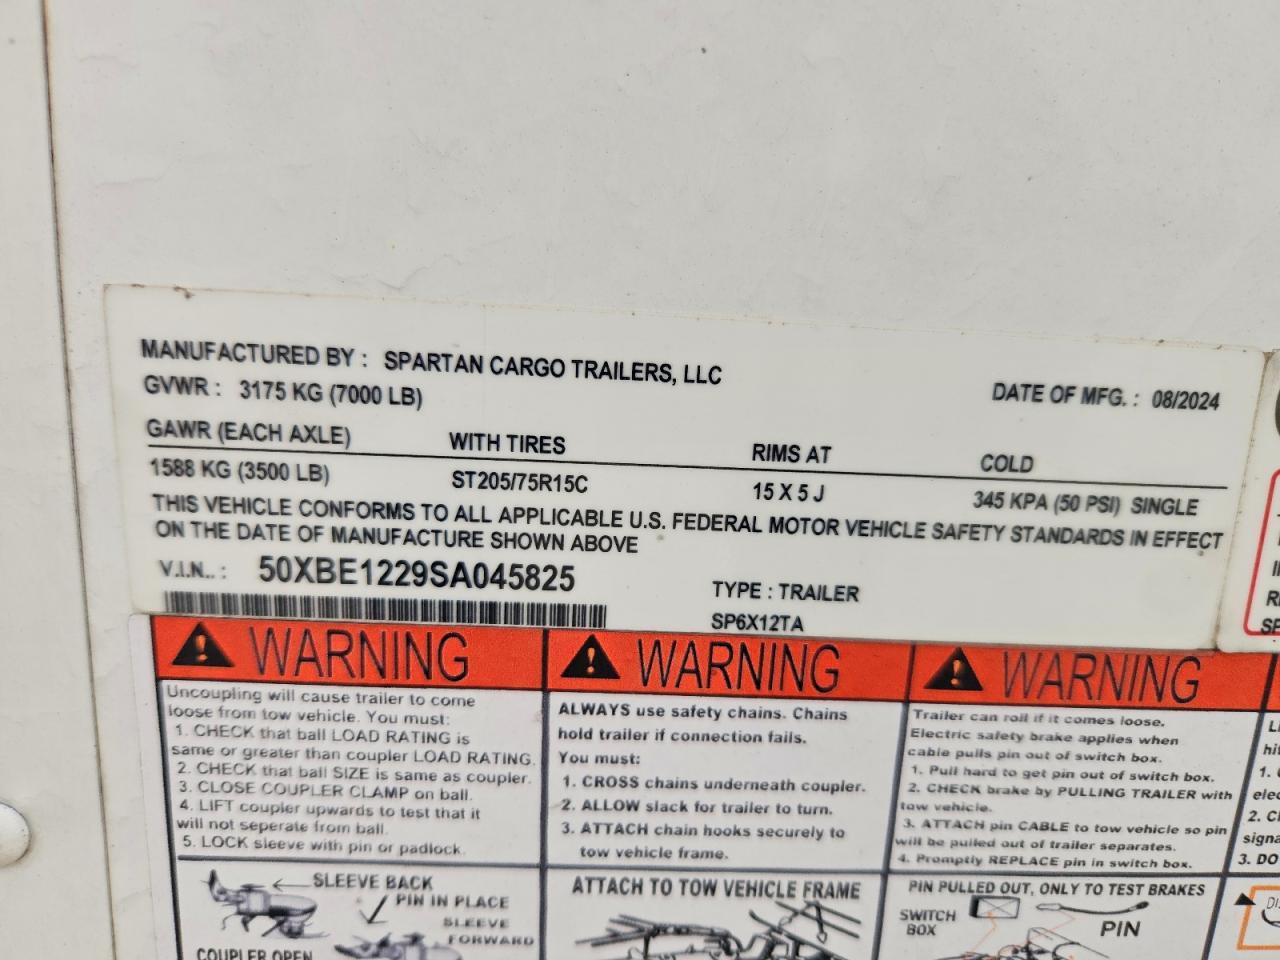 MANUFACTURED BY : SPARTAN CARGO TRAILERS, LLC
GVWR : 3175 KG (7000 LB)
DATE OF MFG. : 08/2024
GAWR (EACH AXLE) WITH TIRES RIMS AT COLD
1588 KG (3500 LB) ST205/75R15C 15 X 5 J 345 KPA (50 PSI) SINGLE
THIS VEHICLE CONFORMS TO ALL APPLICABLE U.S. FEDERAL MOTOR VEHICLE SAFETY STANDARDS IN EFFECT
ON THE DATE OF MANUFACTURE SHOWN ABOVE
V.I.N.. : 50XBE1229SA045825
TYPE : TRAILER
SP6X12TA
WARNING
Uncoupling will cause trailer to come
loose from tow vehicle. You must:
1. CHECK that ball LOAD RATING is
same or greater than coupler LOAD RATING.
2. CHECK that ball SIZE is same as coupler.
3. CLOSE COUPLER CLAMP on ball.
4. LIFT coupler upwards to test that it
will not seperate from ball.
5. LOCK sleeve with pin or padlock.
SLEEVE BACK
PIN IN PLACE
SLEEVE
FORWARD
COUPLER OPEN
WARNING
ALWAYS use safety chains. Chains
hold trailer if connection fails.
You must:
1. CROSS chains underneath coupler.
2. ALLOW slack for trailer to turn.
3. ATTACH chain hooks securely to
tow vehicle frame.
ATTACH TO TOW VEHICLE FRAME
WARNING
Trailer can roll if it comes loose.
Electric safety brake applies when
cable pulls pin out of switch box.
1. Pull hard to get pin out of switch box.
2. CHECK brake by PULLING TRAILER with
tow vehicle.
3. ATTACH pin CABLE to tow vehicle so pin
will be pulled out of trailer separates.
4. Promptly REPLACE pin in switch box.
PIN PULLED OUT, ONLY TO TEST BRAKES
SWITCH
BOX
PIN
3. DO